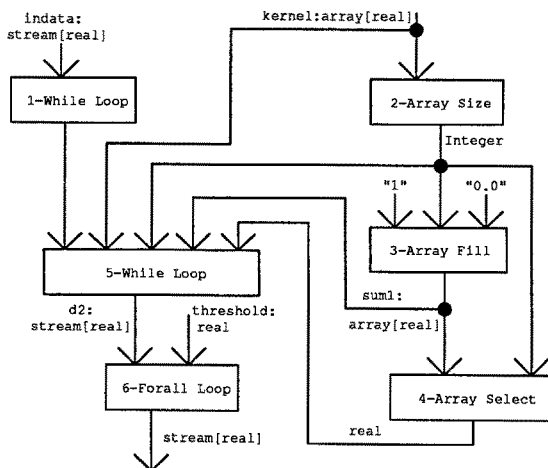 indata:
stream[real]
kernel:array[real]
1-While Loop
2-Array Size
Integer
"1"
"0.0"
3-Array Fill
5-While Loop
sum1:
array[real]
d2:
stream[real]
threshold:
real
6-Forall Loop
4-Array Select
stream[real]
real